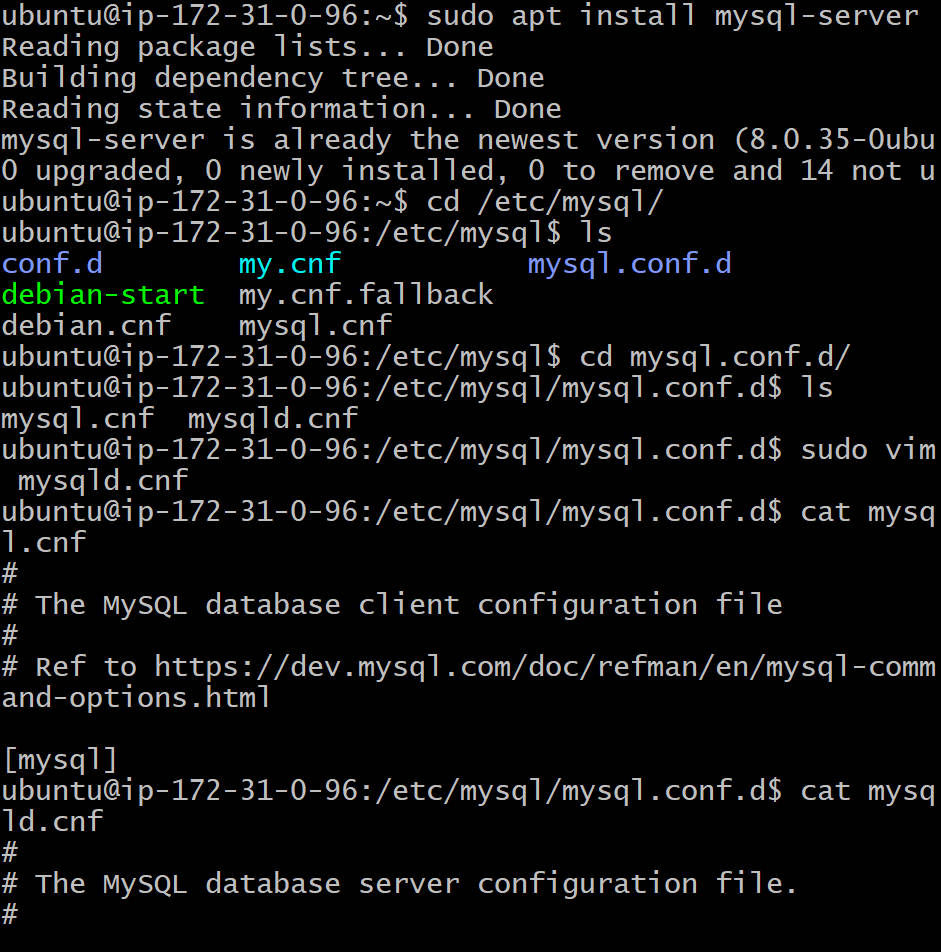 ubuntu@ip-172-31-0-96:~$ sudo apt install mysql-server
Reading package lists... Done
Building dependency tree... Done
Reading state information... Done
mysql-server is already the newest version (8.0.35-0ubu
0 upgraded, 0 newly installed, 0 to remove and 14 not u
ubuntu@ip-172-31-0-96:~$ cd /etc/mysql/
ubuntu@ip-172-31-0-96:/etc/mysql$ ls
conf.d        my.cnf           mysql.conf.d
debian-start  my.cnf.fallback
debian.cnf    mysql.cnf
ubuntu@ip-172-31-0-96:/etc/mysql$ cd mysql.conf.d/
ubuntu@ip-172-31-0-96:/etc/mysql/mysql.conf.d$ ls
mysql.cnf  mysqld.cnf
ubuntu@ip-172-31-0-96:/etc/mysql/mysql.conf.d$ sudo vim
 mysqld.cnf
ubuntu@ip-172-31-0-96:/etc/mysql/mysql.conf.d$ cat mysq
l.cnf
#
# The MySQL database client configuration file
#
# Ref to https://dev.mysql.com/doc/refman/en/mysql-comm
and-options.html

[mysql]
ubuntu@ip-172-31-0-96:/etc/mysql/mysql.conf.d$ cat mysq
ld.cnf
#
# The MySQL database server configuration file.
#